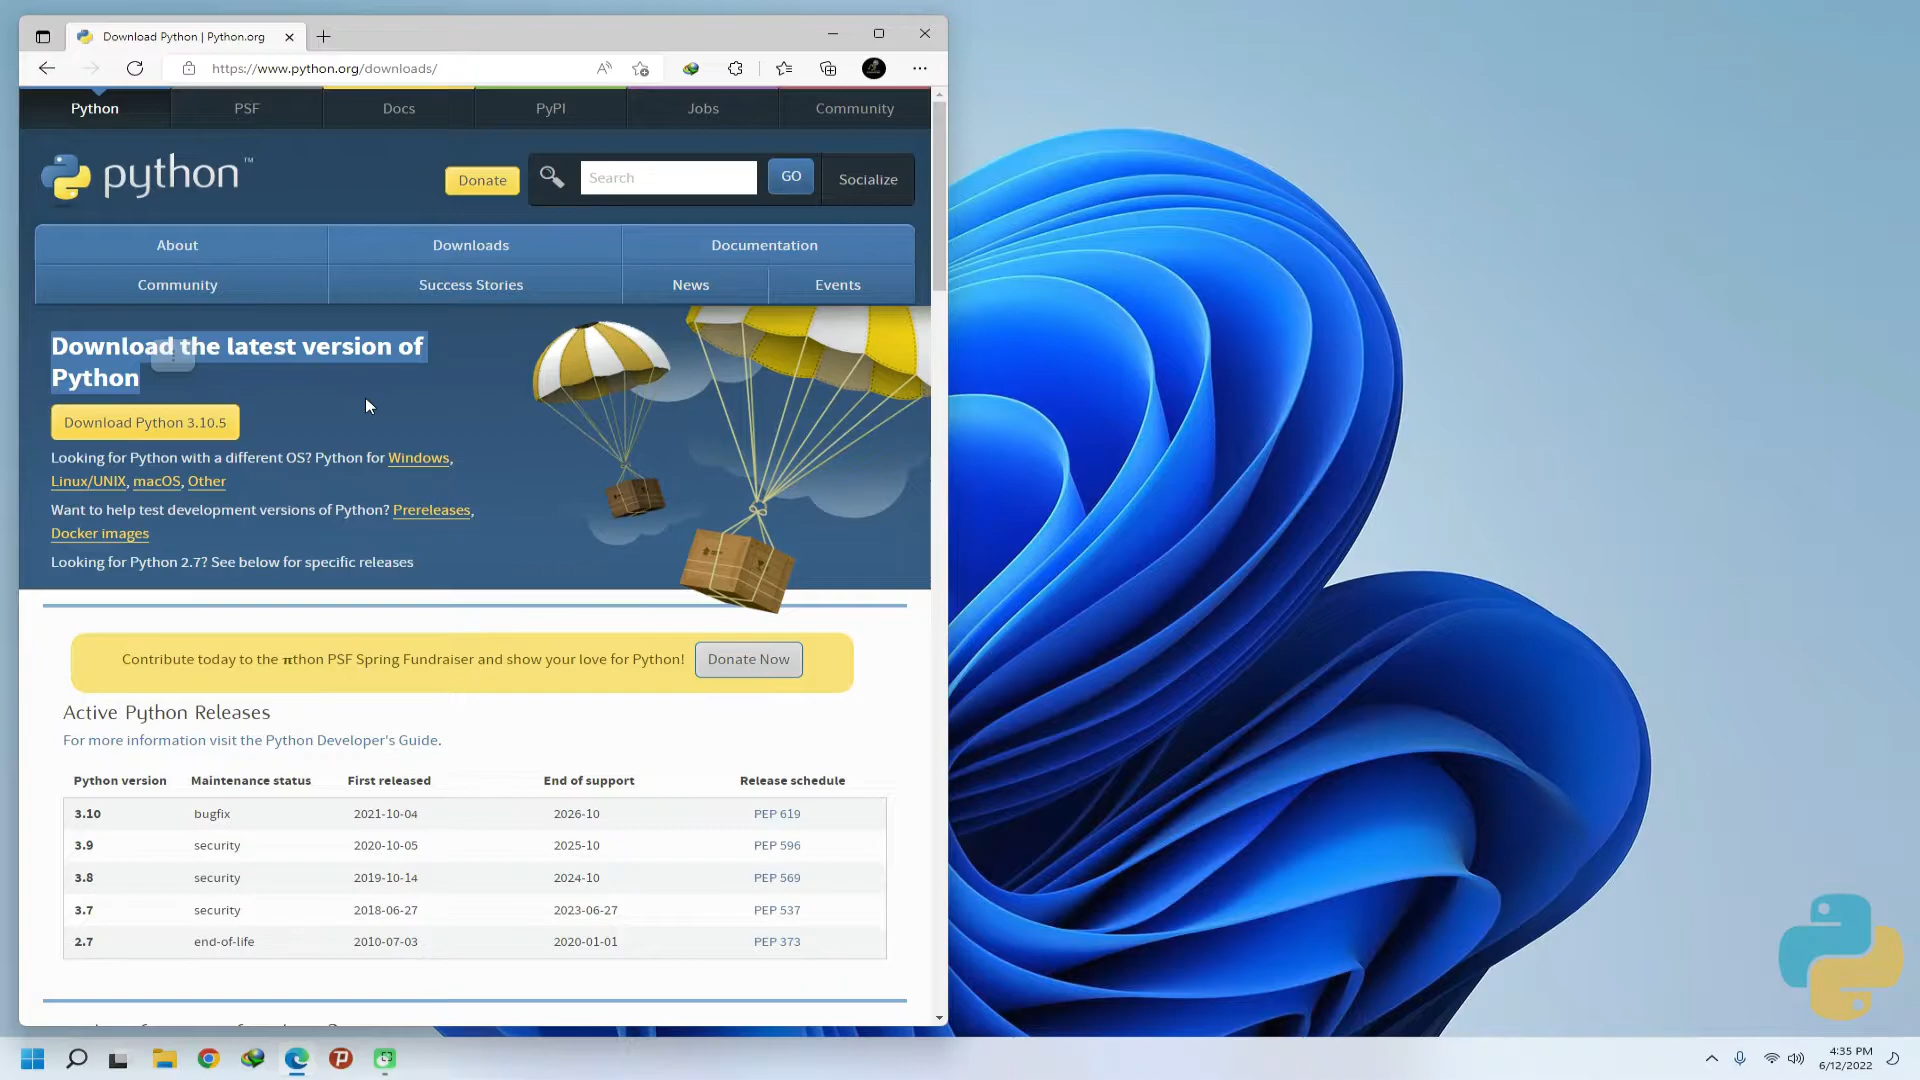 Download Python | Python.org
https://www.python.org/downloads/
Python PSF Docs PyPI Jobs Community
python™
Donate
Search
GO
Socialize
About Downloads Documentation
Community Success Stories News Events
Download the latest version of
Python
Download Python 3.10.5
Looking for Python with a different OS? Python for Windows,
Linux/UNIX, macOS, Other
Want to help test development versions of Python? Prereleases,
Docker images
Looking for Python 2.7? See below for specific releases
Contribute today to the πthon PSF Spring Fundraiser and show your love for Python! Donate Now
Active Python Releases
For more information visit the Python Developer's Guide.
Python version Maintenance status First released End of support Release schedule
3.10 bugfix 2021-10-04 2026-10 PEP 619
3.9 security 2020-10-05 2025-10 PEP 596
3.8 security 2019-10-14 2024-10 PEP 569
3.7 security 2018-06-27 2023-06-27 PEP 537
2.7 end-of-life 2010-07-03 2020-01-01 PEP 373
4:35 PM
6/12/2022